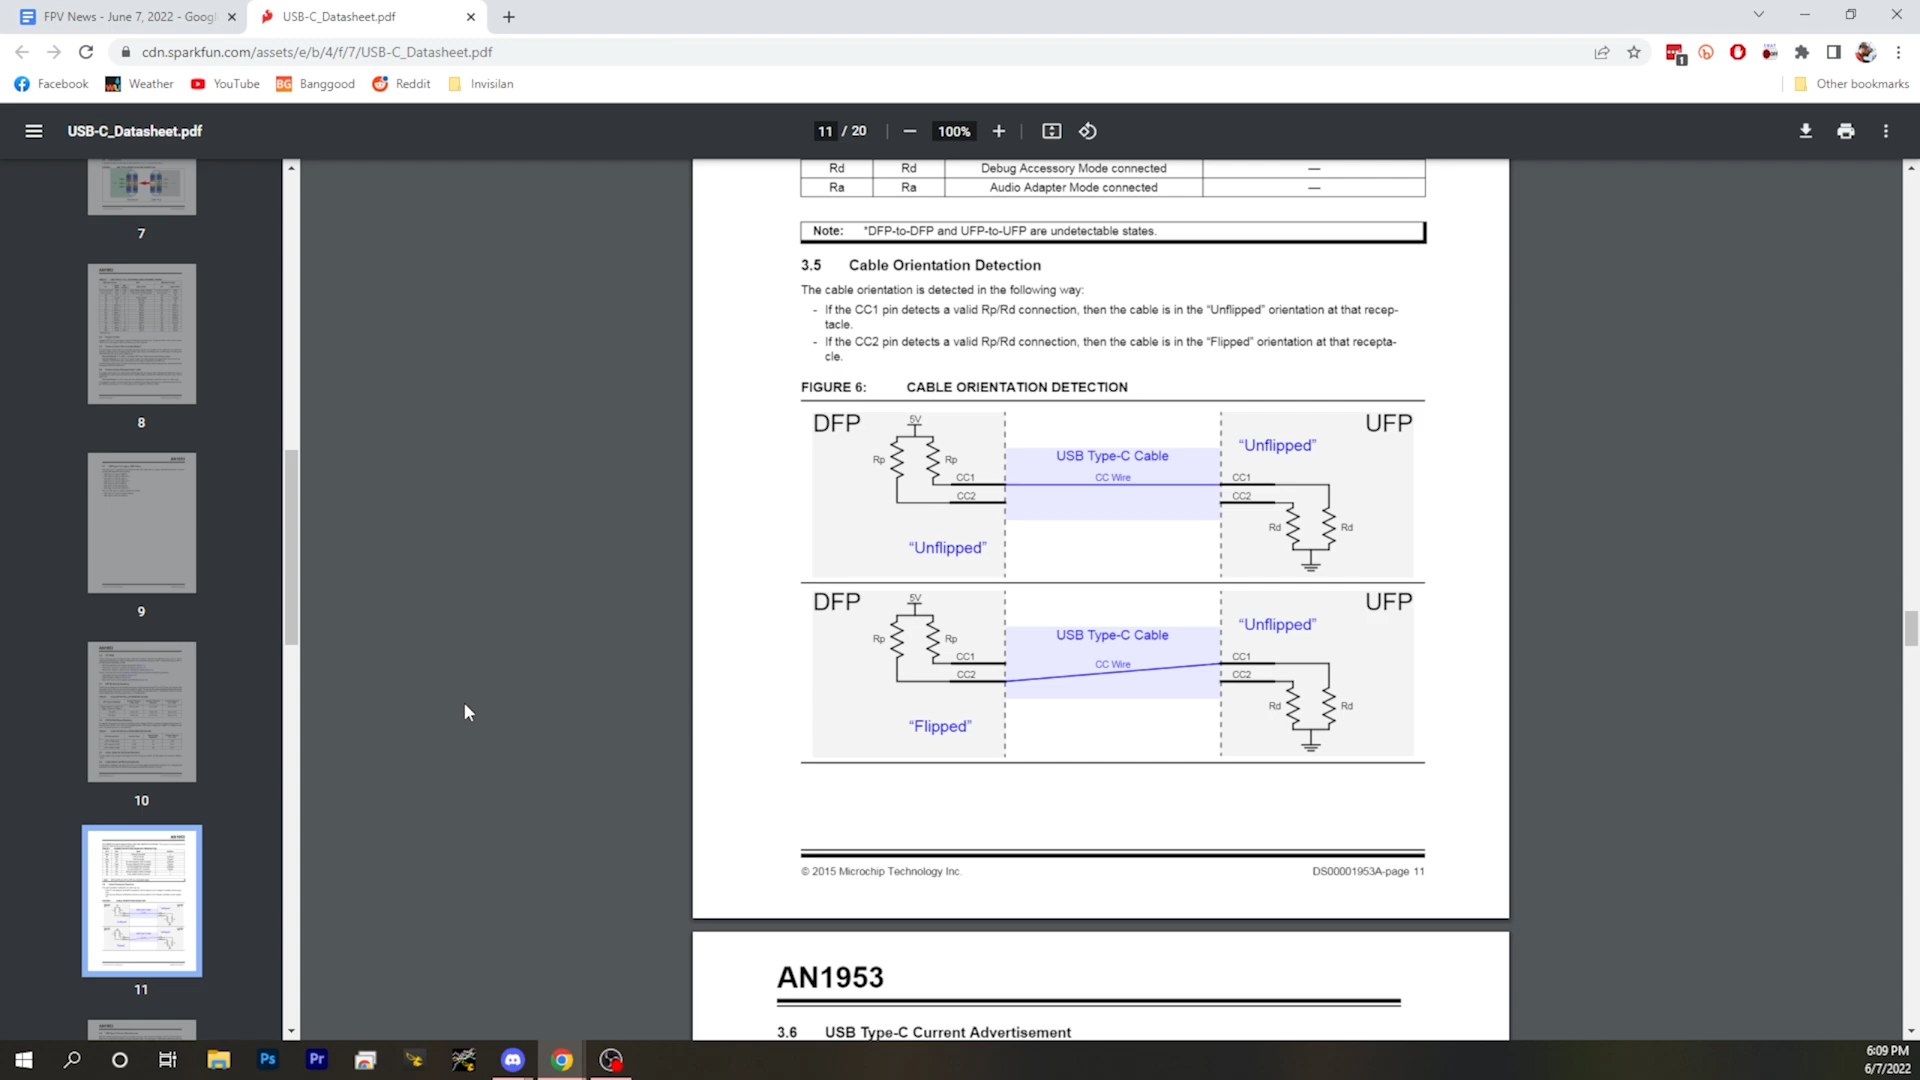 FPV News - June 7, 2022 - Googl
USB-C_Datasheet.pdf
cdn.sparkfun.com/assets/e/b/4/f/7/USB-C_Datasheet.pdf
1
Facebook
Weather
YouTube
BG Banggood
Reddit
Invisilan
Other bookmarks
USB-C_Datasheet.pdf
11 / 20
100%
7
8
9
10
11
Rd Rd Debug Accessory Mode connected —
Ra Ra Audio Adapter Mode connected —
Note: *DFP-to-DFP and UFP-to-UFP are undetectable states.
3.5 Cable Orientation Detection
The cable orientation is detected in the following way:
- If the CC1 pin detects a valid Rp/Rd connection, then the cable is in the “Unflipped” orientation at that recep-
tacle.
- If the CC2 pin detects a valid Rp/Rd connection, then the cable is in the “Flipped” orientation at that recepta-
cle.
FIGURE 6: CABLE ORIENTATION DETECTION
DFP 5V UFP
“Unflipped”
USB Type-C Cable
Rp Rp
CC1 CC Wire CC1
CC2 CC2
Rd Rd
“Unflipped”
DFP 5V UFP
“Unflipped”
USB Type-C Cable
Rp Rp
CC1 CC Wire CC1
CC2 CC2
Rd Rd
“Flipped”
© 2015 Microchip Technology Inc. DS00001953A-page 11
AN1953
3.6 USB Type-C Current Advertisement
Ps
Pr
6:09 PM
6/7/2022